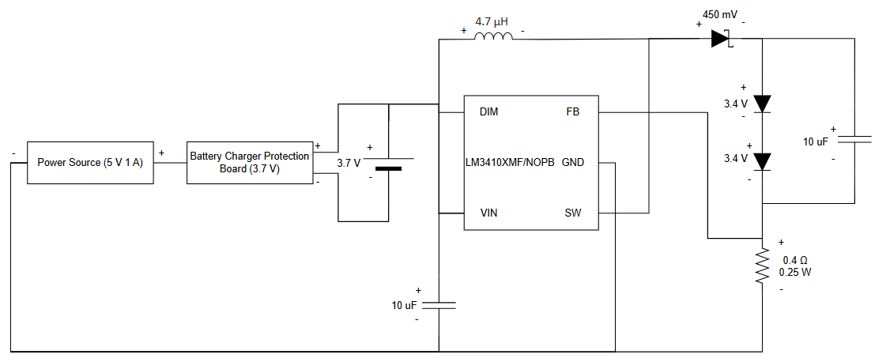 450 mV
+ -
4.7 μH
+ -
DIM FB
LM3410XMF/NOPB GND
VIN SW
3.4 V
+
-
3.4 V
+
-
10 uF
+
-
- Power Source (5 V 1 A) +
Battery Charger Protection
Board (3.7 V)
+
-
3.7 V
+
-
10 uF
+
-
+
0.4 Ω
0.25 W
-